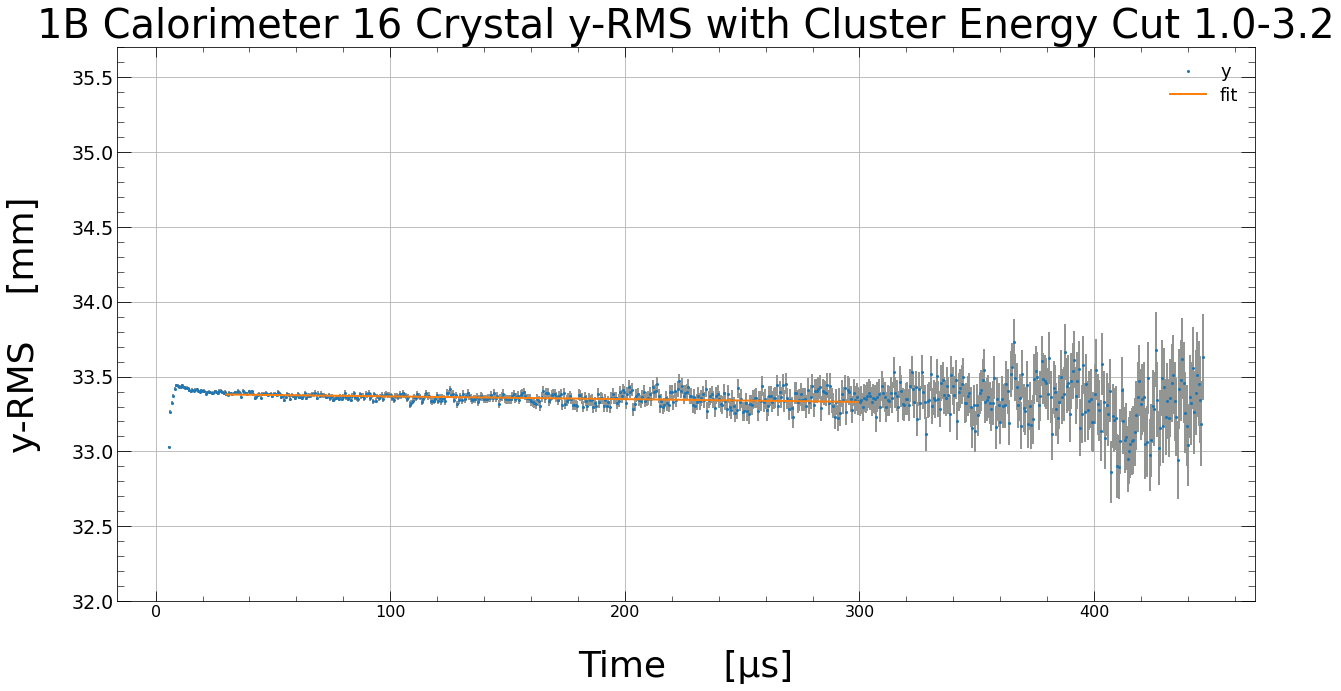 1B Calorimeter 16 Crystal y-RMS with Cluster Energy Cut 1.0-3.2
y
fit
35.5
35.0
34.5
34.0
33.5
33.0
32.5
32.0
y-RMS [mm]
0 100 200 300 400
Time [µs]